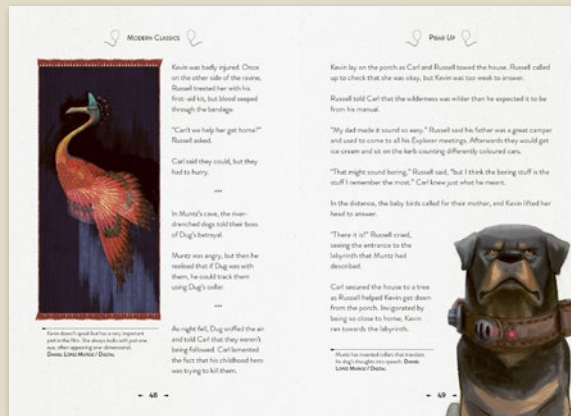 Modern Classics
Kevin was badly injured. Once
on the other side of the ravine,
Russell treated her with his
first-aid kit, but blood seeped
through the bandage.
"Can't we help her get home?"
Russell asked.
Carl said they could, but they
had to hurry.
***
In Muntz's cave, the river-
drenched dogs told their boss
of Dug's betrayal.
Muntz was angry, but then he
realised that if Dug was with
them, he could track them
using Dug's collar.
***
As night fell, Dug sniffed the air
and told Carl that they weren't
being followed. Carl lamented
the fact that his childhood hero
was trying to kill them.
Kevin doesn't speak but has a very important
part in the film. She always looks with just one
eye, often appearing one-dimensional.
Daniel López Muñoz / Digital
48
Pixar Up
Kevin lay on the porch as Carl and Russell towed the house. Russell called
up to check that she was okay, but Kevin was too weak to answer.
Russell told Carl that the wilderness was wilder than he expected it to be
from his manual.
"My dad made it sound so easy." Russell said his father was a great camper
and used to come to all his Explorer meetings. Afterwards they would get
ice-cream and sit on the kerb counting differently coloured cars.
"That might sound boring," Russell said, "but I think the boring stuff is the
stuff I remember the most." Carl knew just what he meant.
In the distance, the baby birds called for their mother, and Kevin lifted her
head to answer.
"There it is!" Russell cried,
seeing the entrance to the
labyrinth that Muntz had
described.
Carl secured the house to a tree
as Russell helped Kevin get down
from the porch. Invigorated by
being so close to home, Kevin
ran towards the labyrinth.
Muntz has invented collars that translate
his dog's thoughts into speech. Daniel
López Muñoz / Digital
49